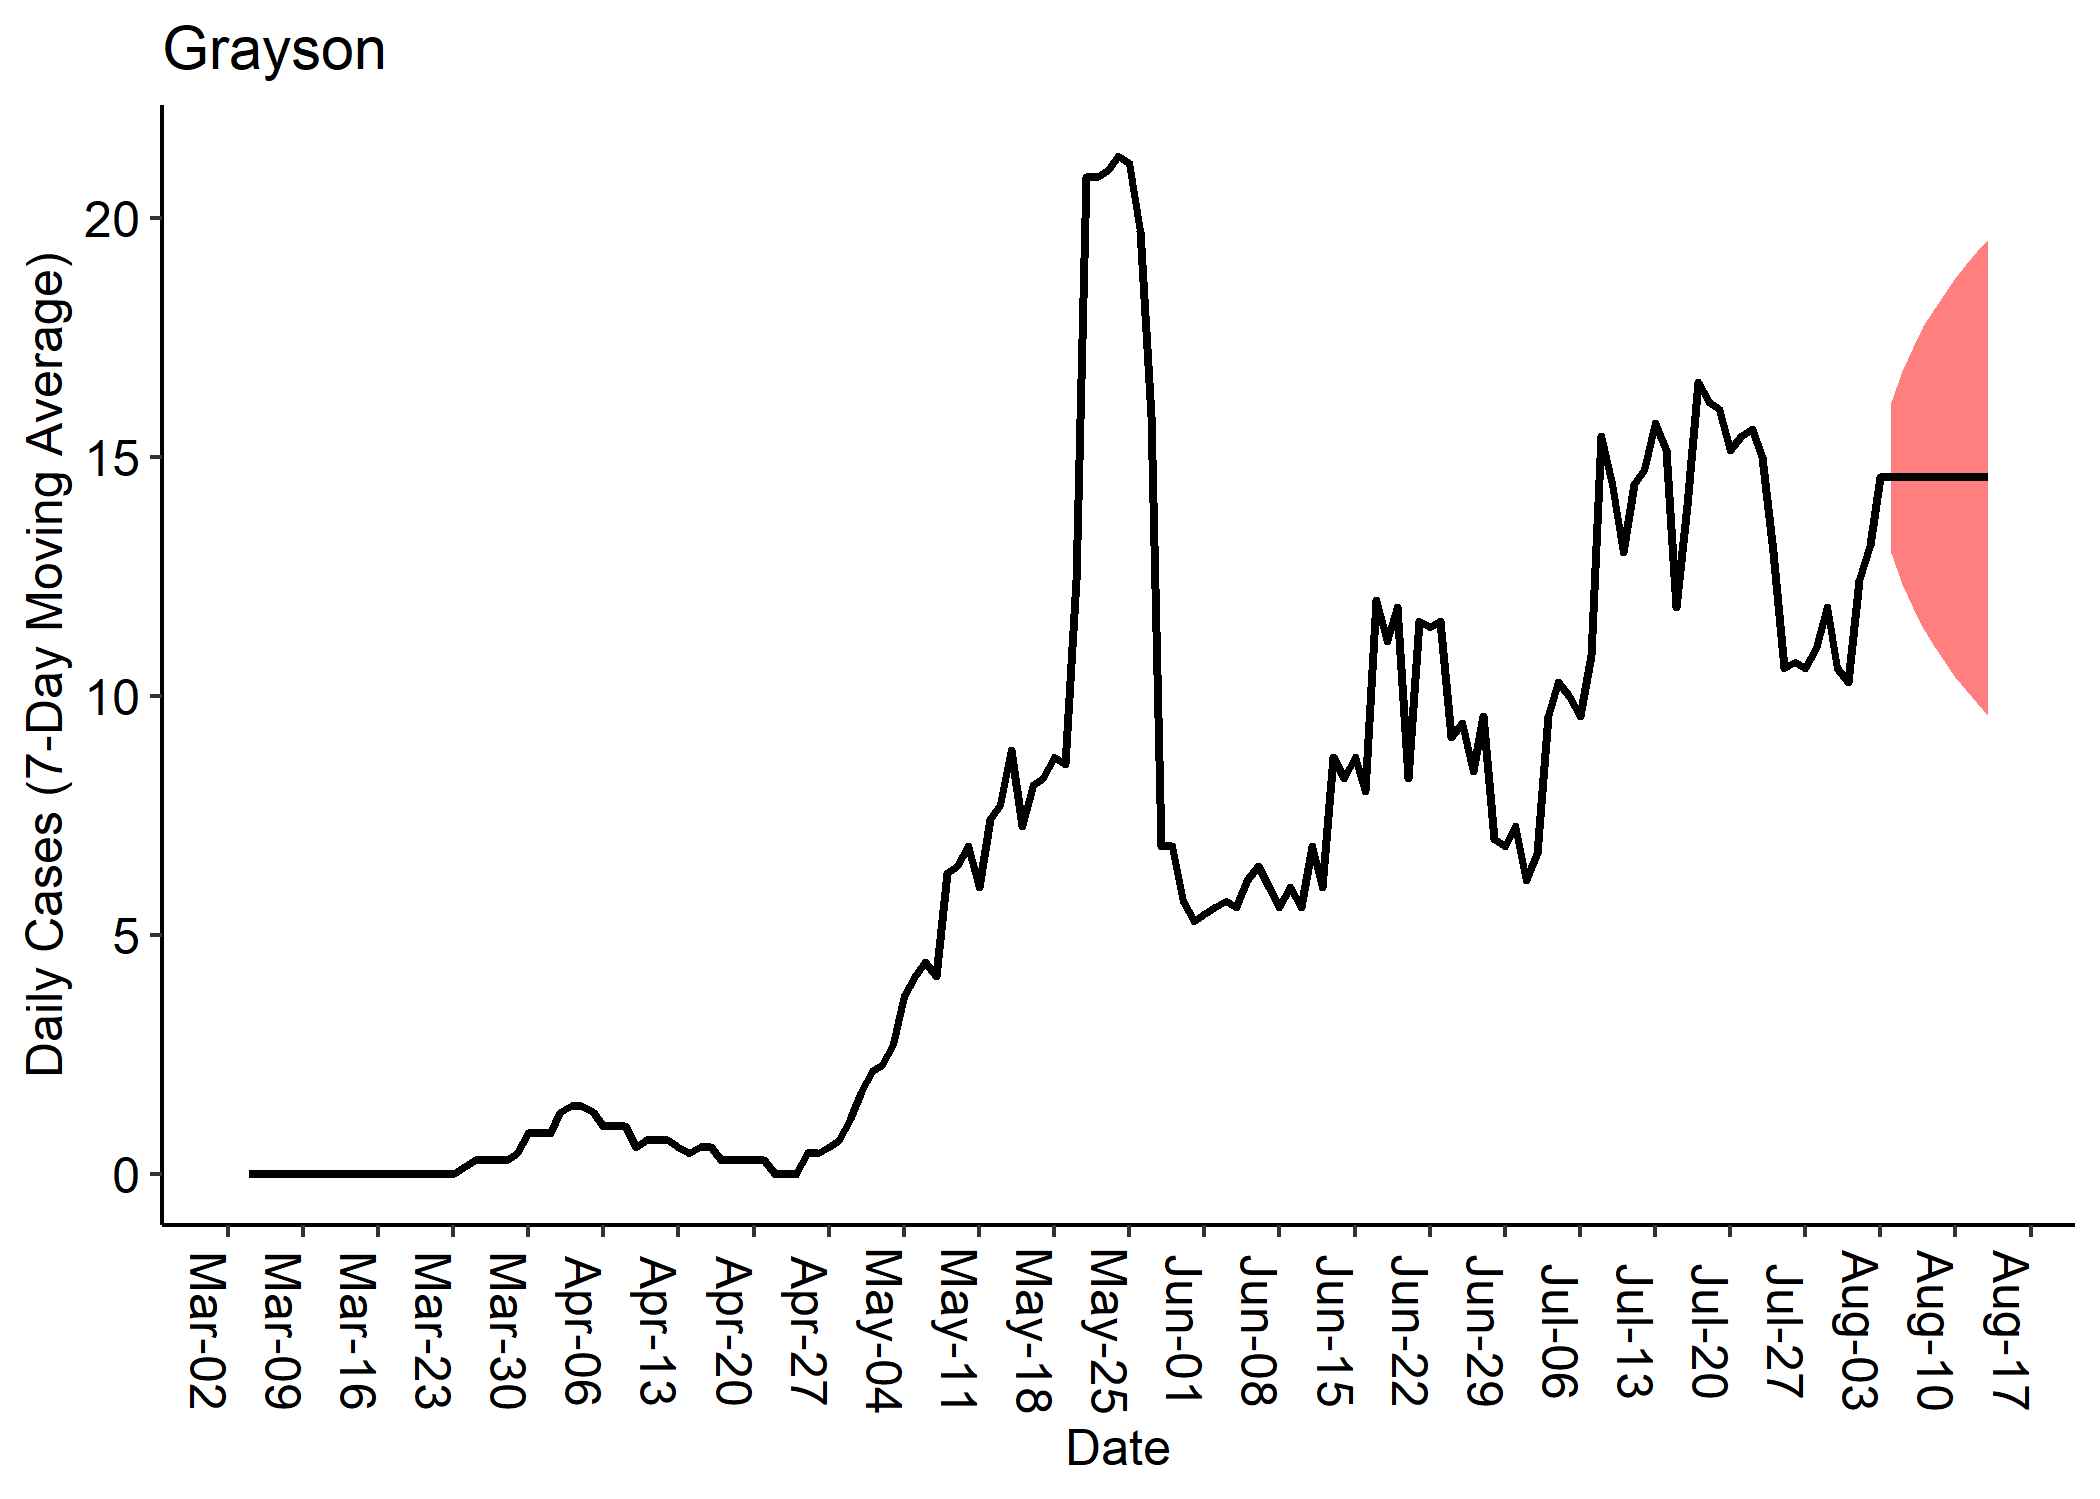 Grayson
Daily Cases (7-Day Moving Average)
20
15
10
5
0
Mar-02
Mar-09
Mar-16
Mar-23
Mar-30
Apr-06
Apr-13
Apr-20
Apr-27
May-04
May-11
May-18
May-25
Jun-01
Jun-08
Jun-15
Jun-22
Jun-29
Jul-06
Jul-13
Jul-20
Jul-27
Aug-03
Aug-10
Aug-17
Date